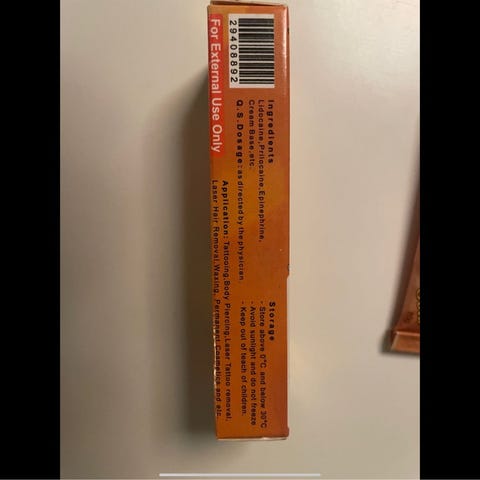 29408892
For External Use Only
Ingredients
Lidocaine,Prilocaine,Epinephrine,
Cream Base,etc.
Q.S.Dosage:as directed by the physician.
Application: Tattooing,Body Piercing,Laser Tattoo removal,
Laser Hair Removal,Waxing, Permanent Cosmetics and etc.
Storage
- Store above 0°C and below 30°C
- Avoid sunlight and do not freeze
- Keep out of teach of children.